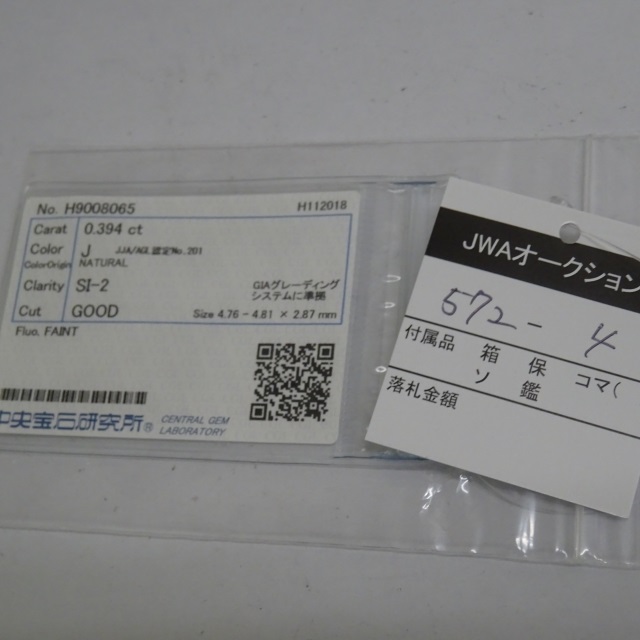 No. H9008065 H112018
Carat 0.394 ct
Color J JJA/AGL認定No.201
ColorOrigin NATURAL
Clarity SI-2 GIAグレーディング
システムに準拠
Cut GOOD Size 4.76 - 4.81 × 2.87 mm
Fluo. FAINT
中央宝石研究所® CENTRAL GEM
LABORATORY
JWAオークション
572 - 4
付属品 箱 保 コマ(
ソ 鑑
落札金額